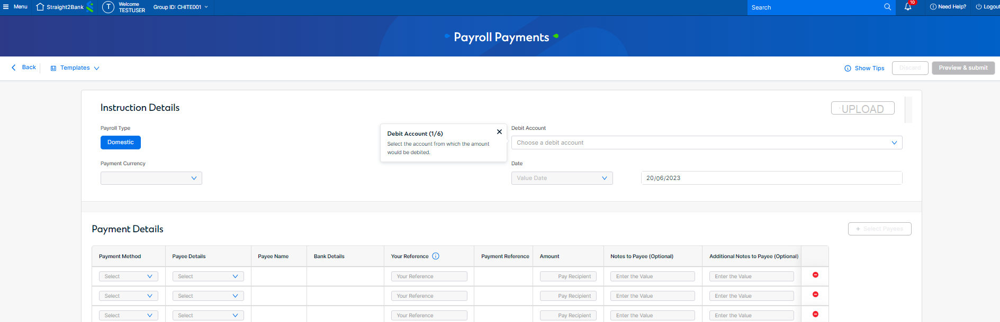 Menu
Straight2Bank
T
Welcome
TESTUSER
Group ID: CHITE001
Search
10
Need Help?
Logout
Payroll Payments
Back
Templates
Show Tips
Discard
Preview & submit
Instruction Details
UPLOAD
Payroll Type
Domestic
Debit Account (1/6)
Select the account from which the amount
would be debited.
Debit Account
Choose a debit account
Payment Currency
Date
Value Date
20/06/2023
Payment Details
+ Select Payees
Payment Method Payee Details Payee Name Bank Details Your Reference Payment Reference Amount Notes to Payee (Optional) Additional Notes to Payee (Optional)
Select Select Your Reference Pay Recipient Enter the Value Enter the Value
Select Select Your Reference Pay Recipient Enter the Value Enter the Value
Select Select Your Reference Pay Recipient Enter the Value Enter the Value